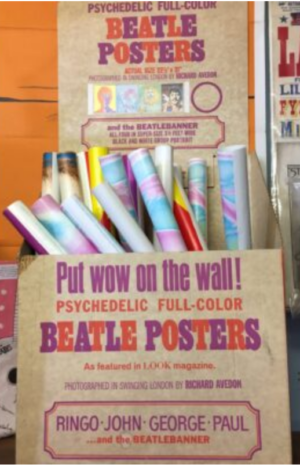 PSYCHEDELIC FULL-COLOR
BEATLE
POSTERS
PHOTOGRAPHED IN SWINGING LONDON BY RICHARD AVEDON
and the BEATLEBANNER
Put wow on the wall!
PSYCHEDELIC FULL-COLOR
BEATLE POSTERS
As featured in LOOK magazine.
PHOTOGRAPHED IN SWINGING LONDON BY RICHARD AVEDON
RINGO · JOHN · GEORGE · PAUL
....and the BEATLEBANNER